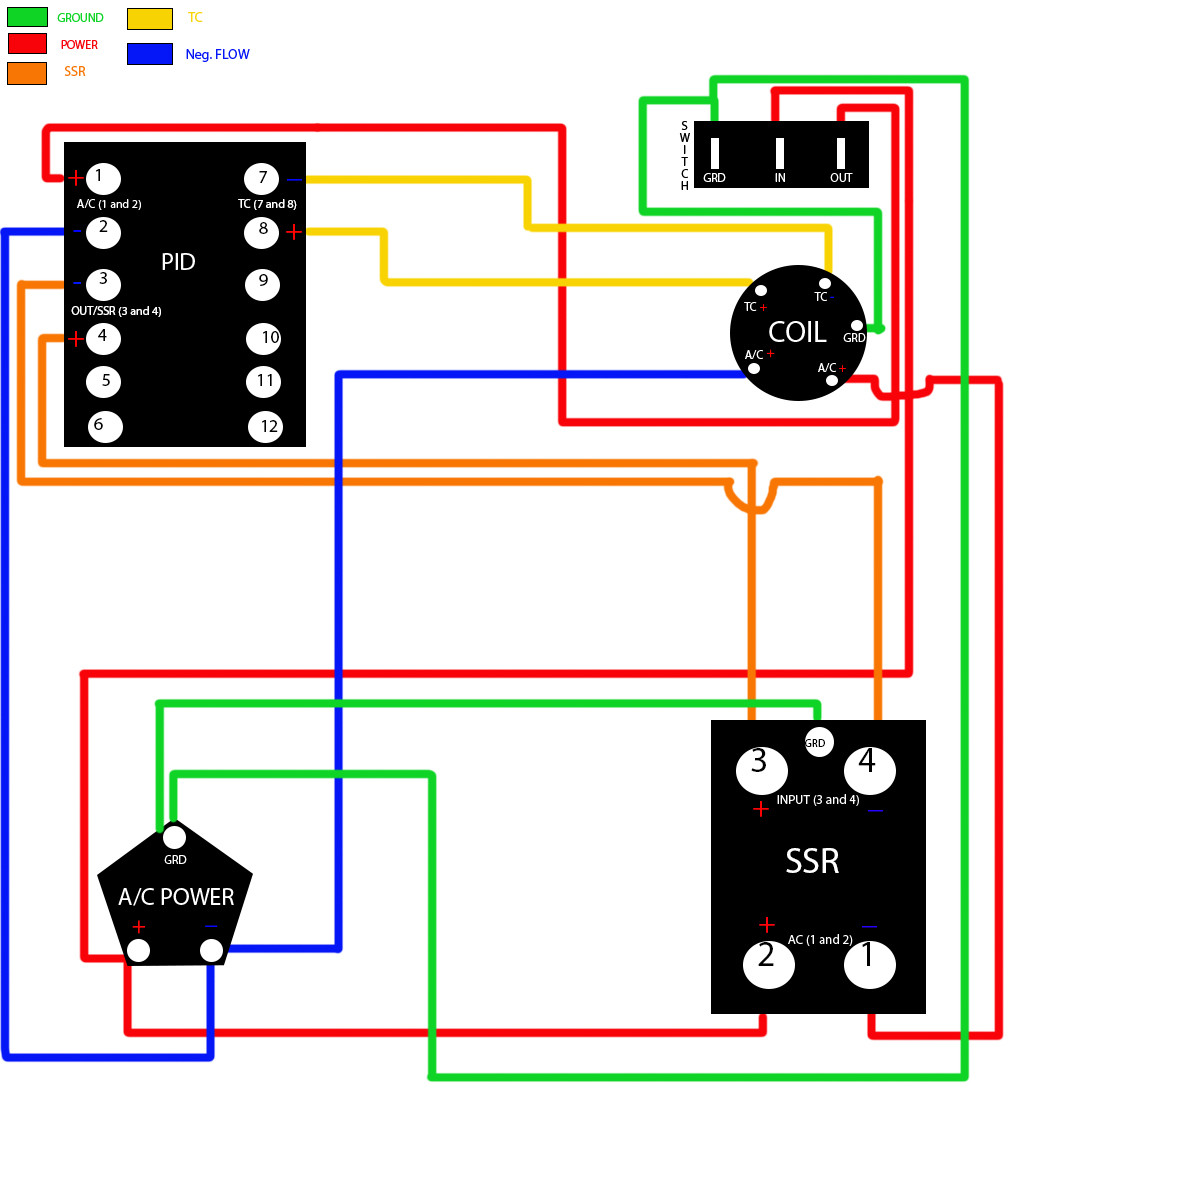 GROUND
TC
POWER
Neg. FLOW
SSR
SWITCH
GRD
IN
OUT
+ 1
7 −
A/C (1 and 2)
TC (7 and 8)
- 2
8 +
PID
- 3
9
OUT/SSR (3 and 4)
+ 4
10
5
11
6
12
TC -
TC +
COIL
GRD
A/C +
A/C +
GRD
3
4
INPUT (3 and 4)
+
−
SSR
+
−
AC (1 and 2)
2
1
GRD
A/C POWER
+
−